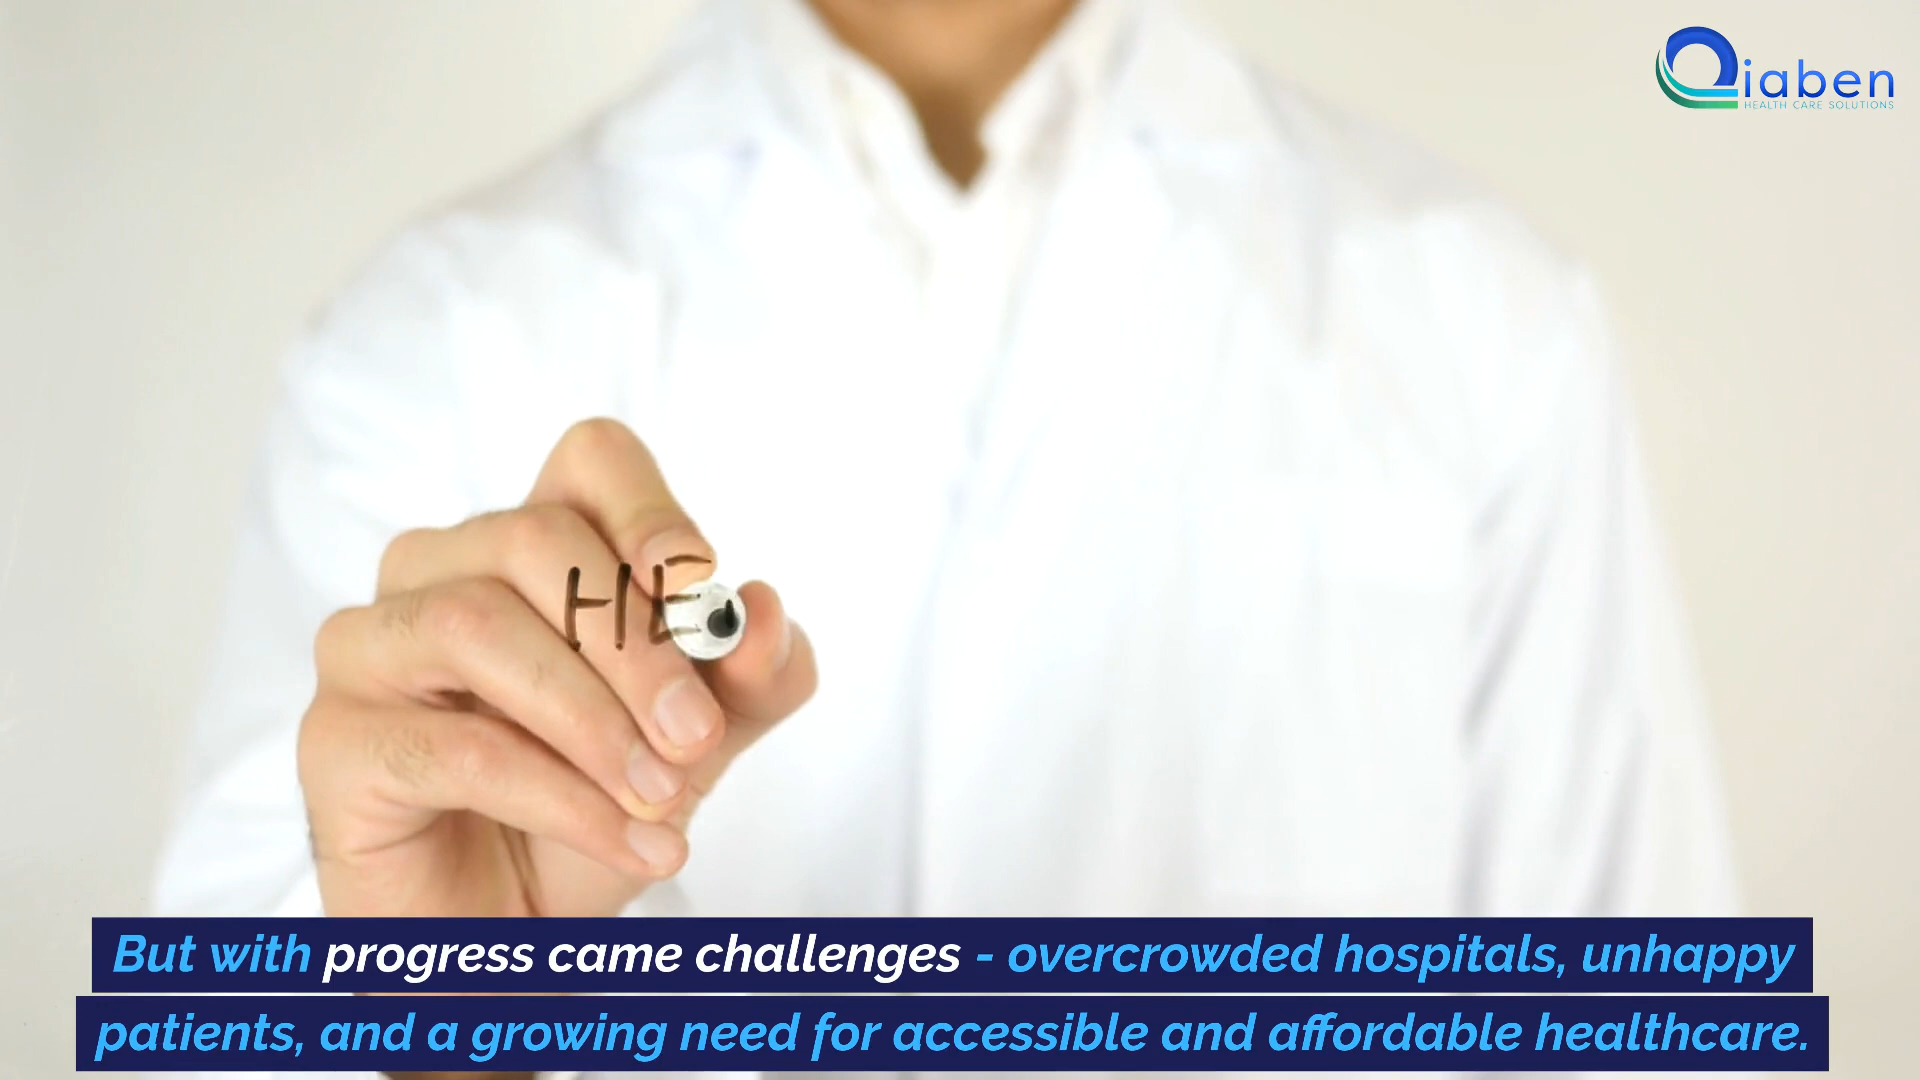 Qiaben
HEALTH CARE SOLUTIONS
HE
But with progress came challenges - overcrowded hospitals, unhappy
patients, and a growing need for accessible and affordable healthcare.